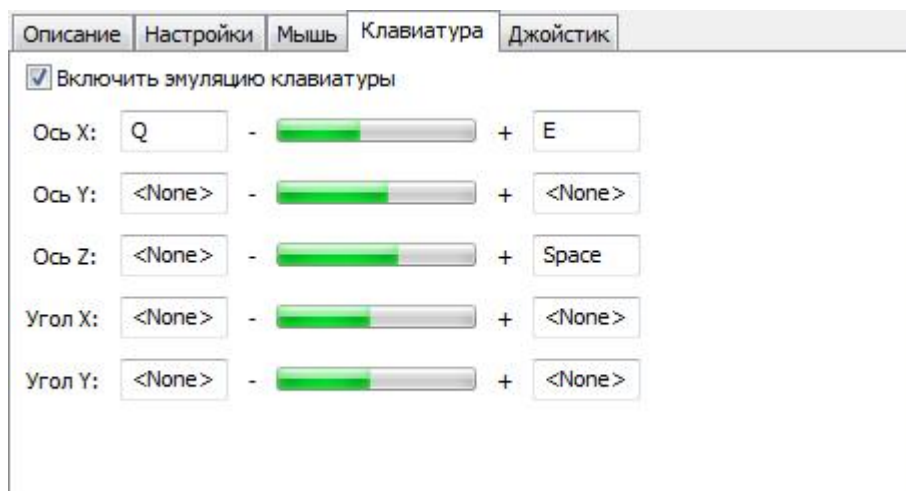 Описание Настройки Мышь Клавиатура Джойстик
Включить эмуляцию клавиатуры
Ось X: Q - + E
Ось Y: <None> - + <None>
Ось Z: <None> - + Space
Угол X: <None> - + <None>
Угол Y: <None> - + <None>